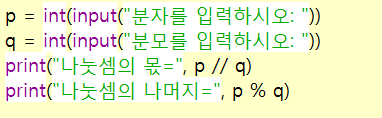 p = int(input("분자를 입력하시오: "))
q = int(input("분모를 입력하시오: "))
print("나눗셈의 몫=", p // q)
print("나눗셈의 나머지=", p % q)